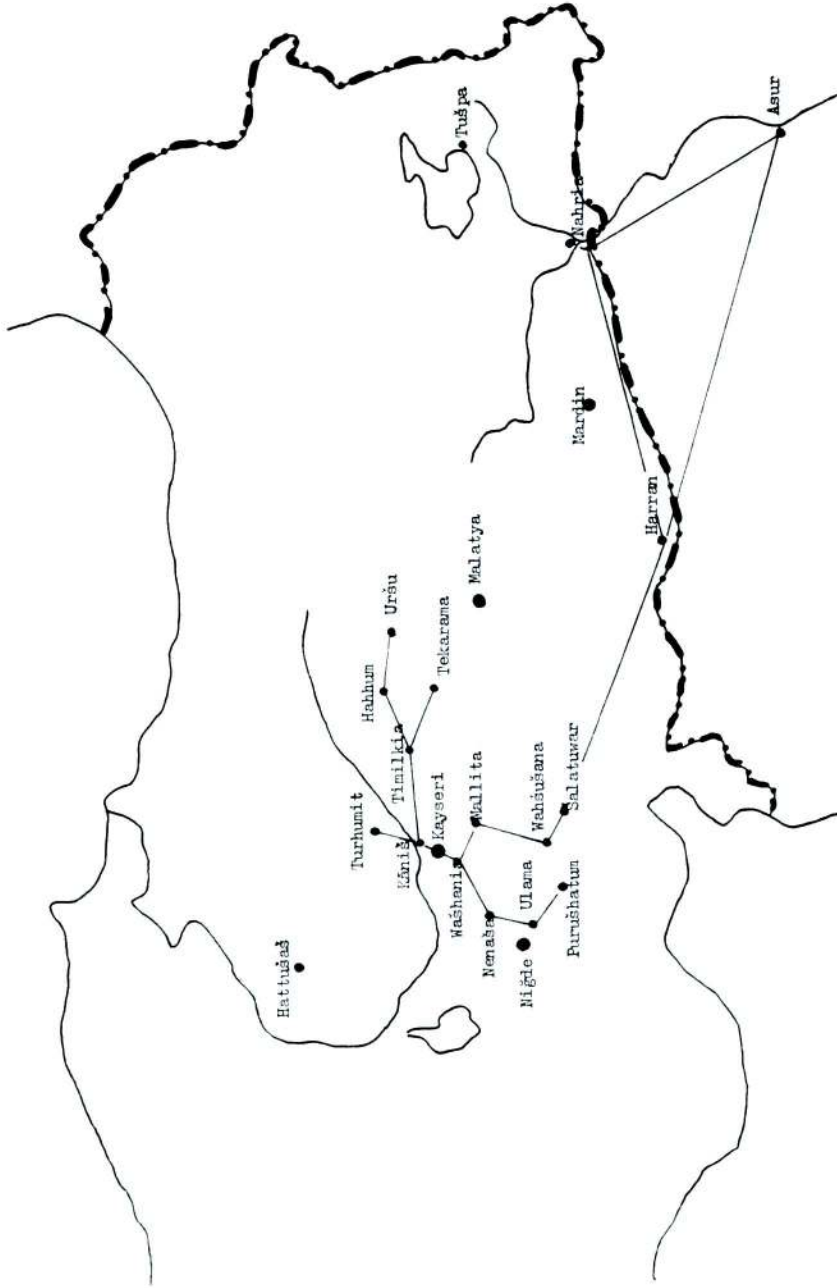 Tušpa
Asur
Nahria
Mardin
Harran
Malatya
Uršu
Hahhum
Tekarama
Timilkia
Turhumit
Kāniš
Kayseri
Wašhania
Mallita
Wahšušana
Salatuwar
Nenaša
Ulama
Niğde
Purušhatum
Hattušaš